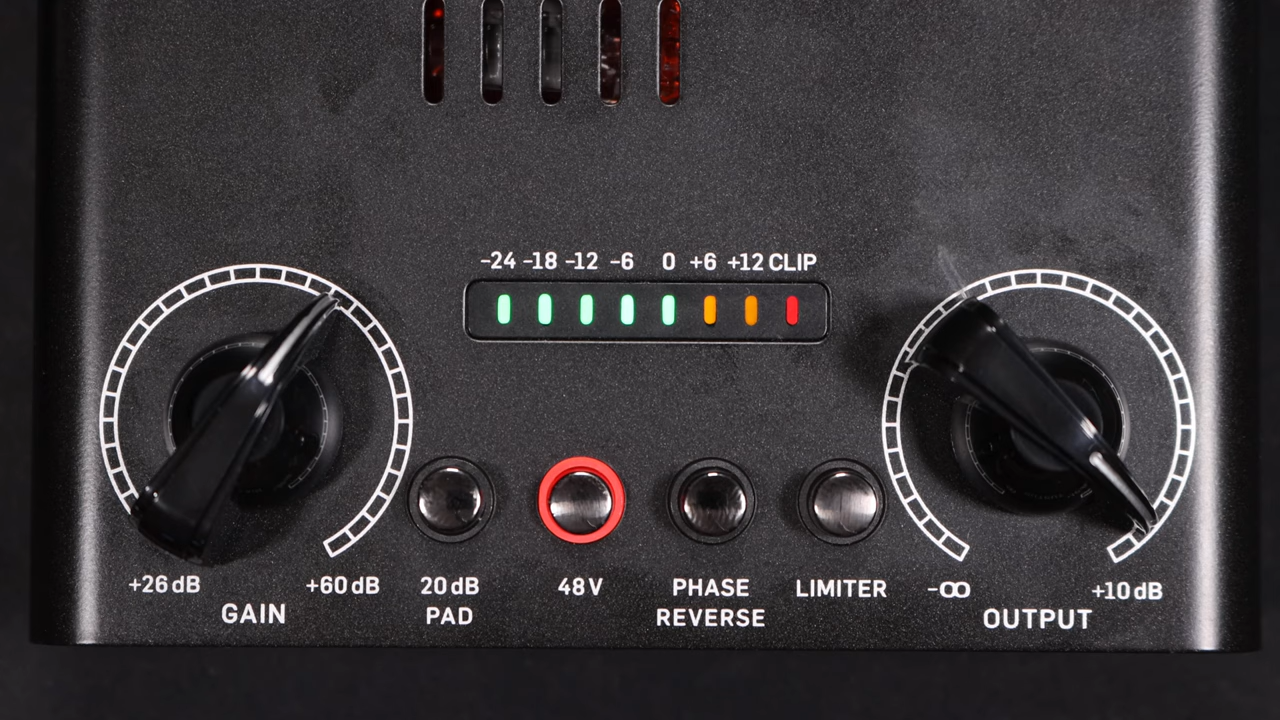 -24 -18 -12 -6 0 +6 +12 CLIP
+26 dB +60 dB
GAIN
20 dB
PAD
48 V
PHASE
REVERSE
LIMITER
-∞ +10 dB
OUTPUT